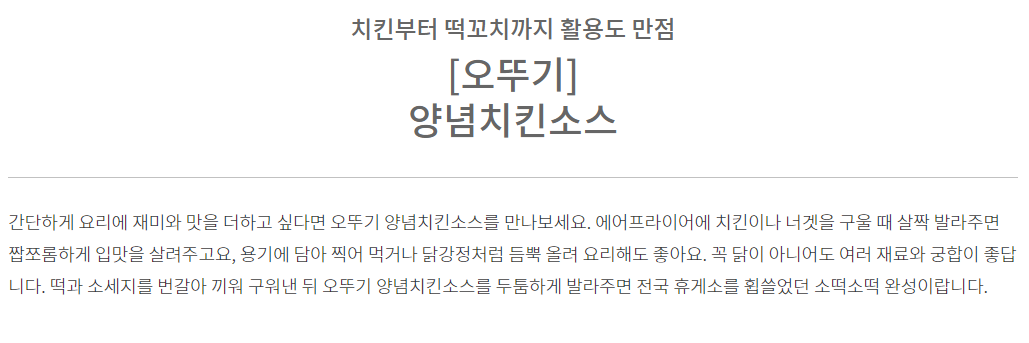 치킨부터 떡꼬치까지 활용도 만점
[오뚜기]
양념치킨소스
간단하게 요리에 재미와 맛을 더하고 싶다면 오뚜기 양념치킨소스를 만나보세요. 에어프라이어에 치킨이나 너겟을 구울 때 살짝 발라주면
짭쪼롬하게 입맛을 살려주고요, 용기에 담아 찍어 먹거나 닭강정처럼 듬뿍 올려 요리해도 좋아요. 꼭 닭이 아니어도 여러 재료와 궁합이 좋답
니다. 떡과 소세지를 번갈아 끼워 구워낸 뒤 오뚜기 양념치킨소스를 두툼하게 발라주면 전국 휴게소를 휩쓸었던 소떡소떡 완성이랍니다.